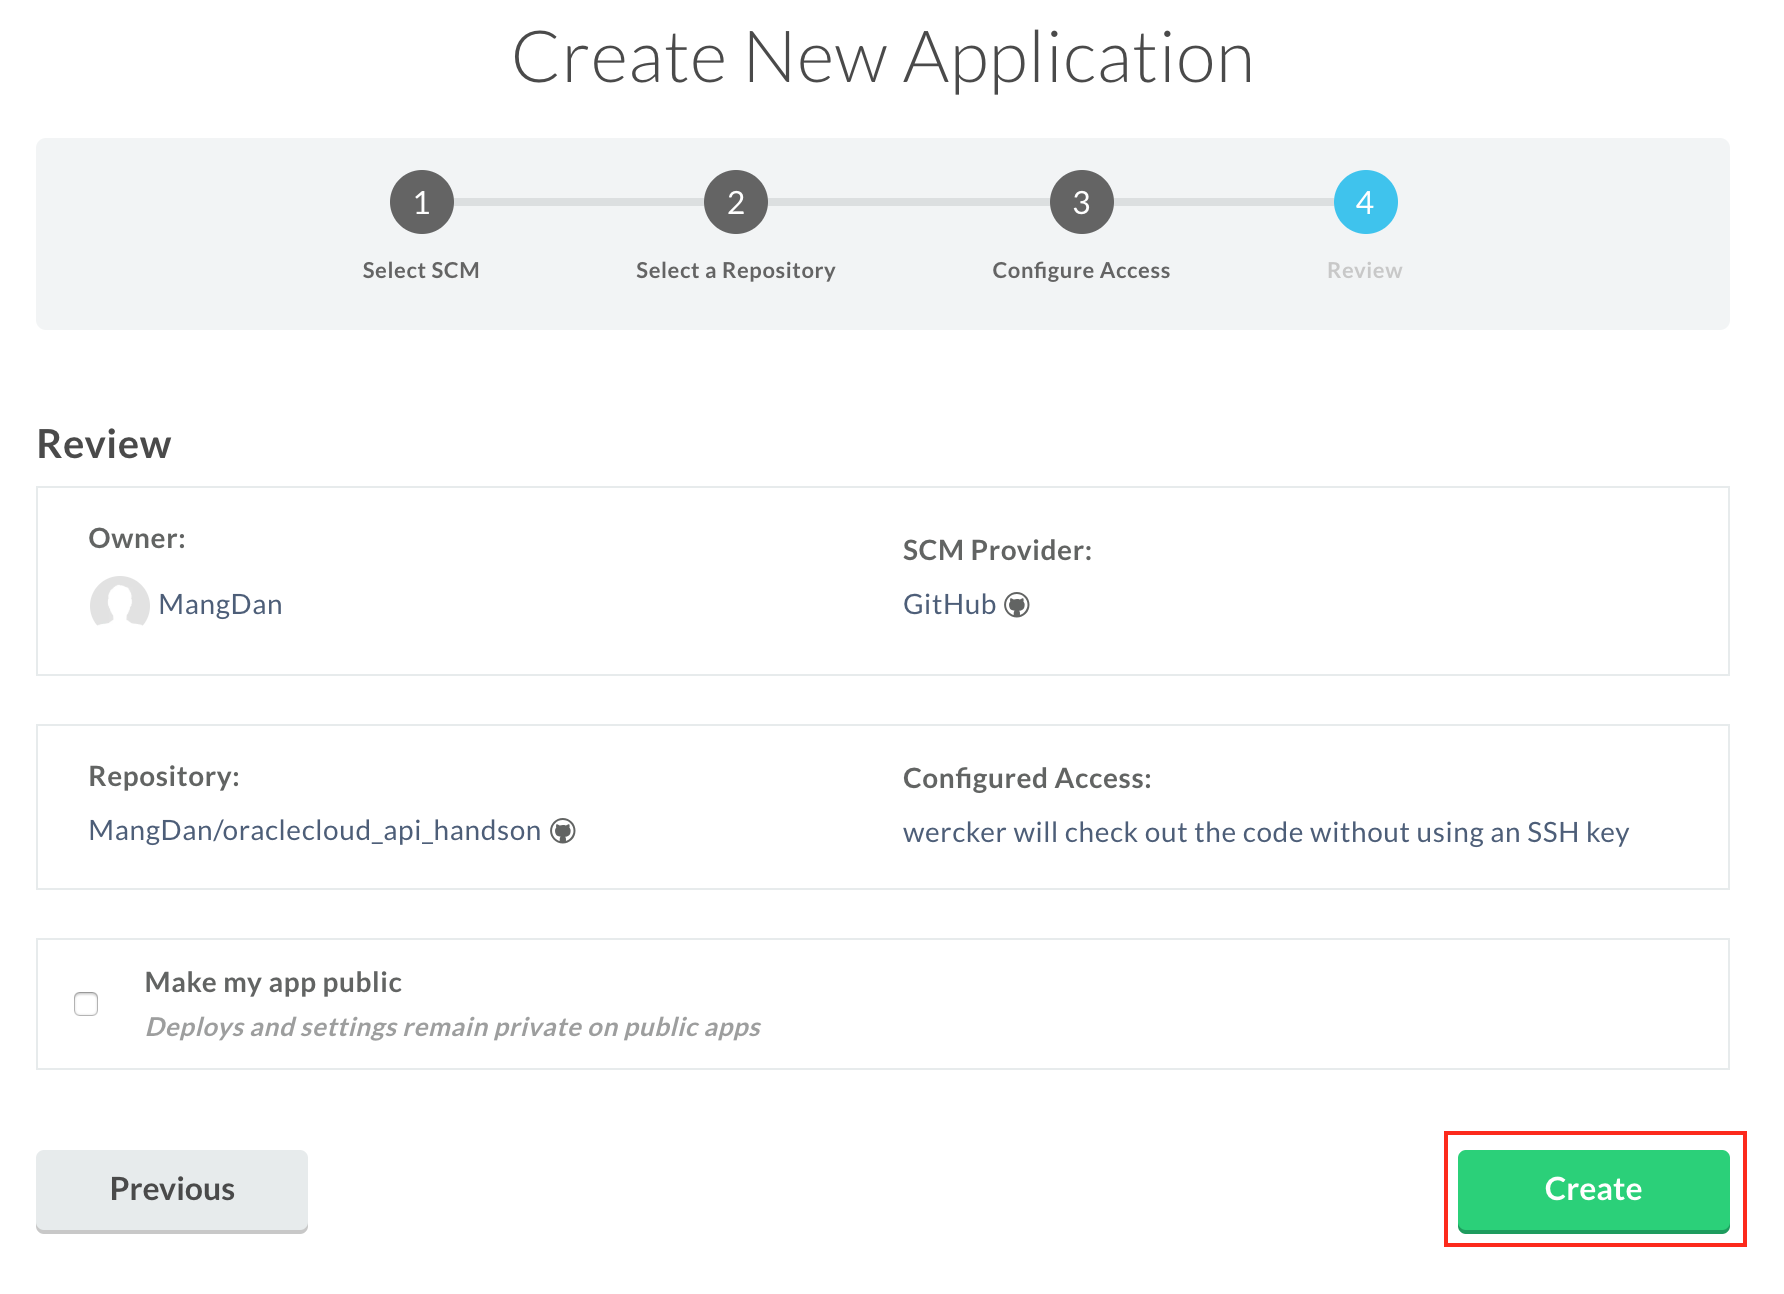 Create New Application
1 2 3 4
Select SCM Select a Repository Configure Access Review
Review
Owner:
MangDan
SCM Provider:
GitHub
Repository:
MangDan/oraclecloud_api_handson
Configured Access:
wercker will check out the code without using an SSH key
Make my app public
Deploys and settings remain private on public apps
Previous
Create